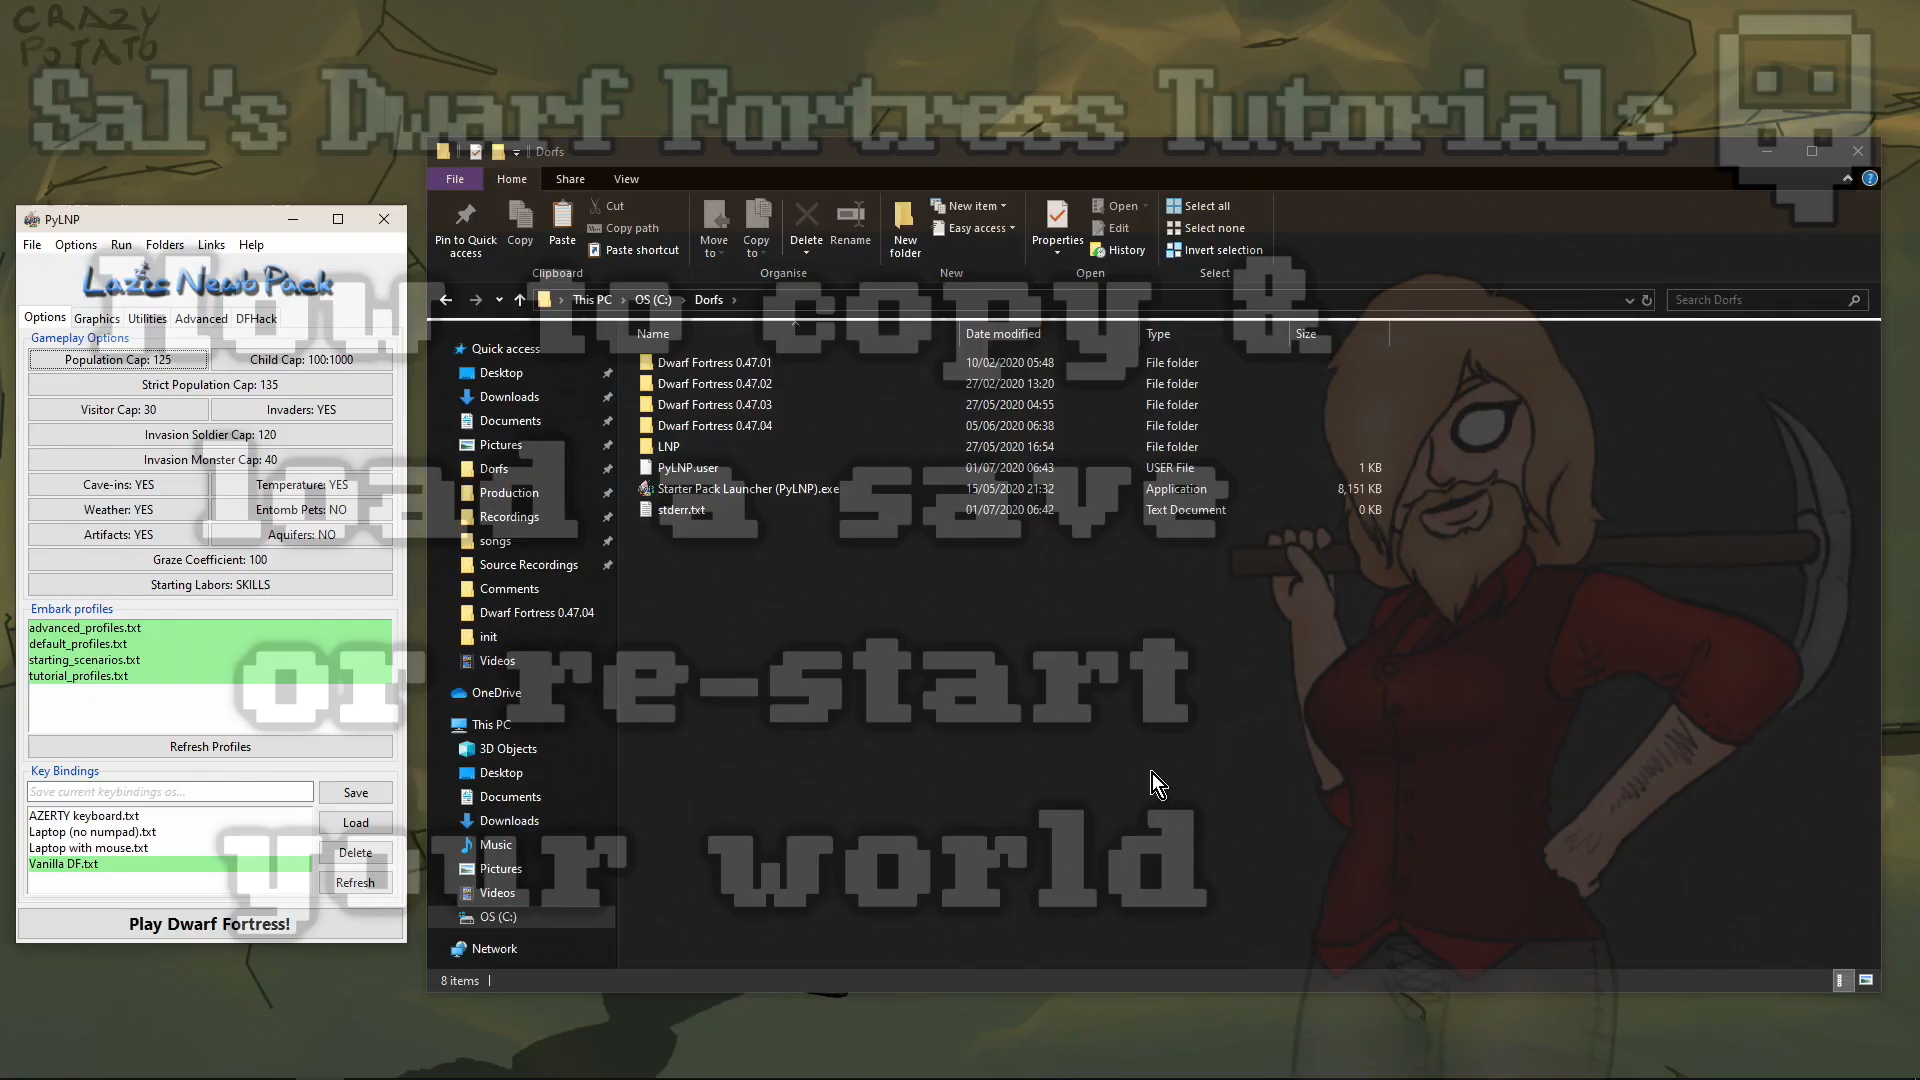 CRAZY
POTATO
Sal's Dwarf Fortress Tutorials
How to copy &
load a save
or re-start
your world
PyLNP
File Options Run Folders Links Help
Lazy Newb Pack
Options Graphics Utilities Advanced DFHack
Gameplay Options
Population Cap: 125 Child Cap: 100:1000
Strict Population Cap: 135
Visitor Cap: 30 Invaders: YES
Invasion Soldier Cap: 120
Invasion Monster Cap: 40
Cave-ins: YES Temperature: YES
Weather: YES Entomb Pets: NO
Artifacts: YES Aquifers: NO
Graze Coefficient: 100
Starting Labors: SKILLS
Embark profiles
advanced_profiles.txt
default_profiles.txt
starting_scenarios.txt
tutorial_profiles.txt
Refresh Profiles
Key Bindings
Save current keybindings as... Save
AZERTY keyboard.txt
Laptop (no numpad).txt
Laptop with mouse.txt
Vanilla DF.txt
Load
Delete
Refresh
Play Dwarf Fortress!
Dorfs
File Home Share View
Pin to Quick
access
Copy
Paste
Cut
Copy path
Paste shortcut
Clipboard
Move
to
Copy
to
Delete
Rename
Organise
New
folder
New item
Easy access
New
Properties
Open
Edit
History
Open
Select all
Select none
Invert selection
Select
This PC OS (C:) Dorfs
Search Dorfs
Quick access
Desktop
Downloads
Documents
Pictures
Dorfs
Production
Recordings
songs
Source Recordings
Comments
Dwarf Fortress 0.47.04
init
Videos
OneDrive
This PC
3D Objects
Desktop
Documents
Downloads
Music
Pictures
Videos
OS (C:)
Network
Name Date modified Type Size
Dwarf Fortress 0.47.01 10/02/2020 05:48 File folder
Dwarf Fortress 0.47.02 27/02/2020 13:20 File folder
Dwarf Fortress 0.47.03 27/05/2020 04:55 File folder
Dwarf Fortress 0.47.04 05/06/2020 06:38 File folder
LNP 27/05/2020 16:54 File folder
PyLNP.user 01/07/2020 06:43 USER File 1 KB
Starter Pack Launcher (PyLNP).exe 15/05/2020 21:32 Application 8,151 KB
stderr.txt 01/07/2020 06:42 Text Document 0 KB
8 items